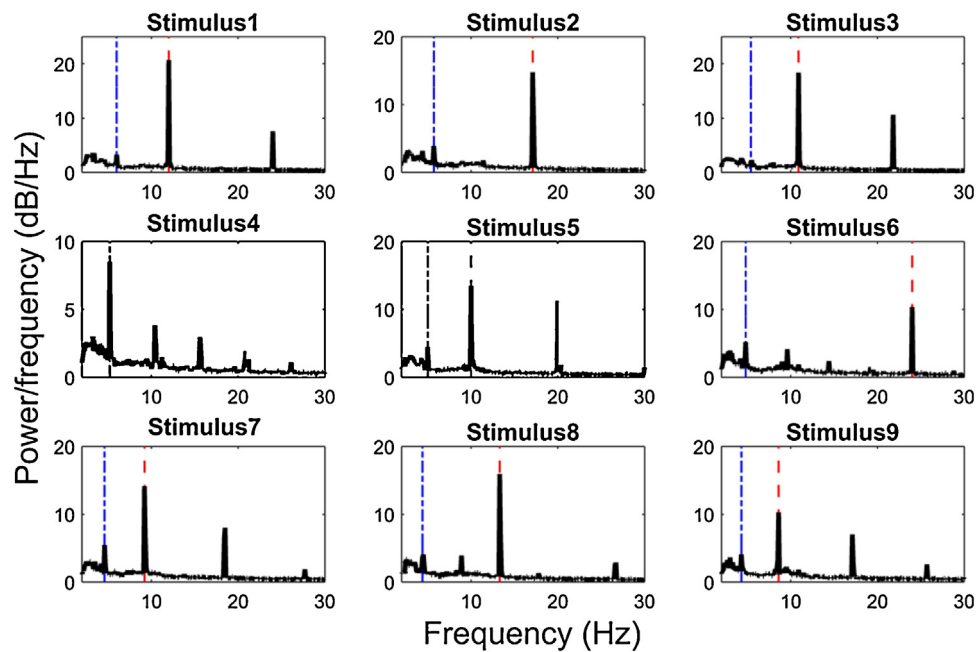 Stimulus1 Stimulus2 Stimulus3
20
10
0
10 20 30
20
10
0
10 20 30
20
10
0
10 20 30
Power/frequency (dB/Hz)
Stimulus4 Stimulus5 Stimulus6
10
5
0
10 20 30
20
10
0
10 20 30
20
10
0
10 20 30
Stimulus7 Stimulus8 Stimulus9
20
10
0
10 20 30
20
10
0
10 20 30
20
10
0
10 20 30
Frequency (Hz)